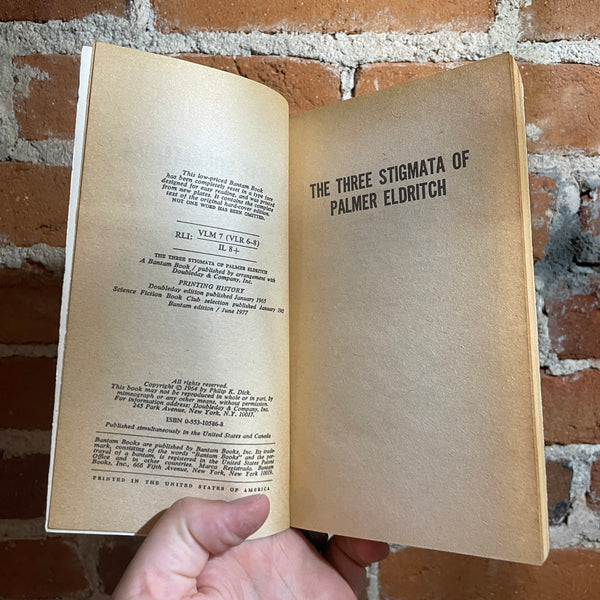 This low-priced Bantam Book
has been completely reset in a type face
designed for easy reading, and was printed
from new plates. It contains the complete
text of the original hard-cover edition.
NOT ONE WORD HAS BEEN OMITTED.
RLI: VLM 7 (VLR 6-8)
IL 8+
THE THREE STIGMATA OF PALMER ELDRITCH
A Bantam Book / published by arrangement with
Doubleday & Company, Inc.
PRINTING HISTORY
Doubleday edition published January 1965
Science Fiction Book Club selection published January
Bantam edition / June 1977
All rights reserved.
Copyright © 1964 by Philip K. Dick.
This book may not be reproduced in whole or in part, by
mimeograph or any other means, without permission.
For information address: Doubleday & Company, Inc.
245 Park Avenue, New York, N.Y. 10017.
ISBN 0-553-10586-8
Published simultaneously in the United States and Canada
Bantam Books are published by Bantam Books, Inc. Its trade-
mark, consisting of the words "Bantam Books" and the por-
trayal of a bantam, is registered in the United States Patent
Office and in other countries. Marca Registrada. Bantam
Books, Inc., 666 Fifth Avenue, New York, New York 10019.
PRINTED IN THE UNITED STATES OF AMERICA
THE THREE STIGMATA OF
PALMER ELDRITCH